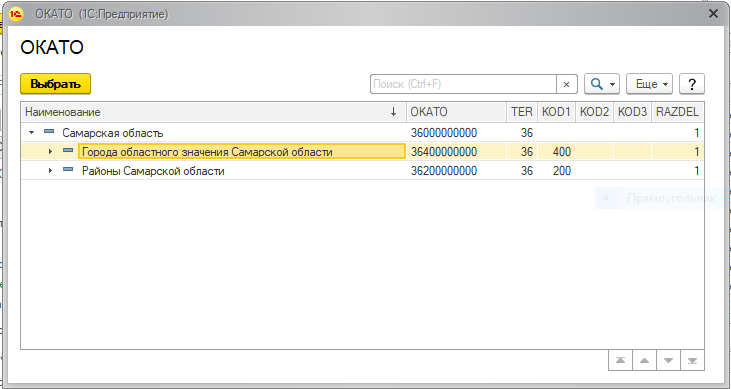 ОКАТО (1С:Предприятие)
ОКАТО
Выбрать Поиск (Ctrl+F) × Еще ?
Наименование ↓ ОКАТО TER KOD1 KOD2 KOD3 RAZDEL
Самарская область 36000000000 36 1
Города областного значения Самарской области 36400000000 36 400 1
Районы Самарской области 36200000000 36 200 1
Прямоугольник